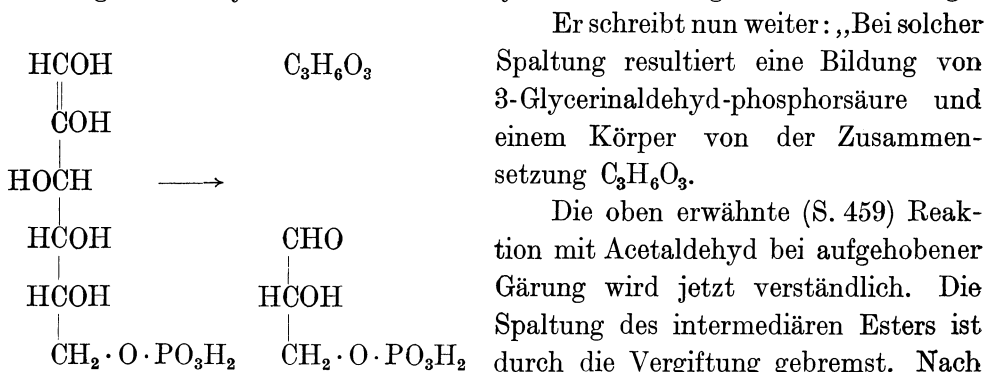 Er schreibt nun weiter: „Bei solcher
Spaltung resultiert eine Bildung von
3-Glycerinaldehyd-phosphorsäure und
einem Körper von der Zusammen-
setzung C₃H₆O₃.
Die oben erwähnte (S. 459) Reak-
tion mit Acetaldehyd bei aufgehobener
Gärung wird jetzt verständlich. Die
Spaltung des intermediären Esters ist
durch die Vergiftung gebremst. Nach
HCOH
COH
HOCH
HCOH
HCOH
CH₂ · O · PO₃H₂
C₃H₆O₃
CHO
HCOH
CH₂ · O · PO₃H₂